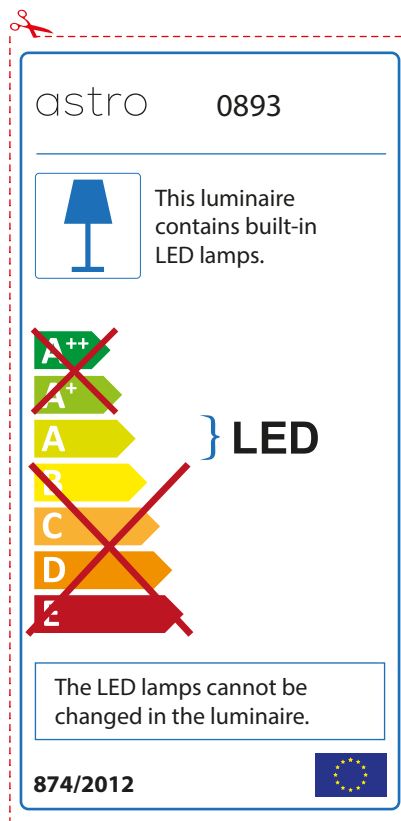 astro 0893
This luminaire
contains built-in
LED lamps.
A++
A+
A
} LED
B
C
D
E
The LED lamps cannot be
changed in the luminaire.
874/2012